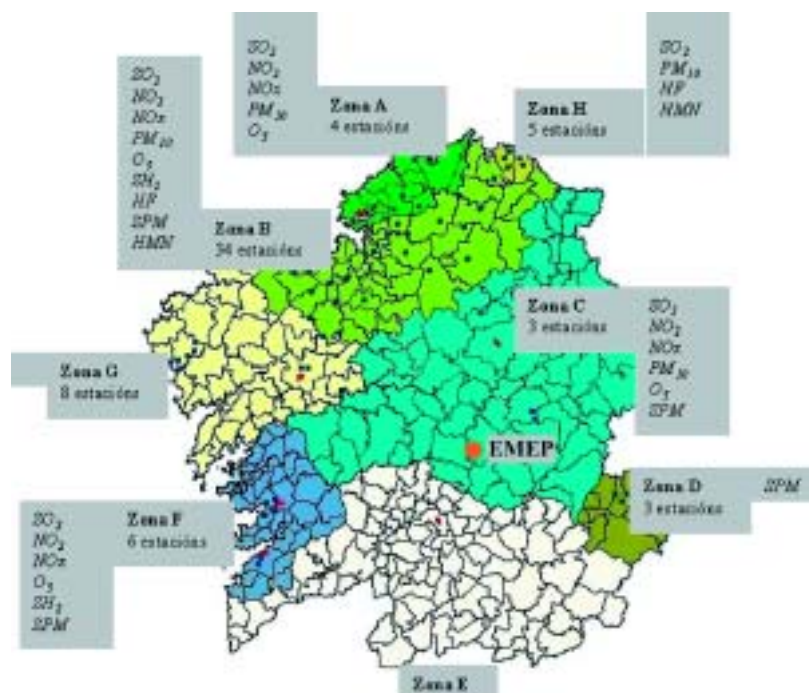 SO2
NO2
NOx
PM10
O3
Zona A
4 estacións
SO2
PM10
HF
HMN
Zona H
5 estacións
SO2
NO2
NOx
PM10
O3
SH2
HF
SPM
HMN
Zona B
34 estacións
Zona C
3 estacións
SO2
NO2
NOx
PM10
O3
SPM
Zona G
8 estacións
EMEP
Zona D
3 estacións
SPM
SO2
NO2
NOx
O3
SH2
SPM
Zona F
6 estacións
Zona E